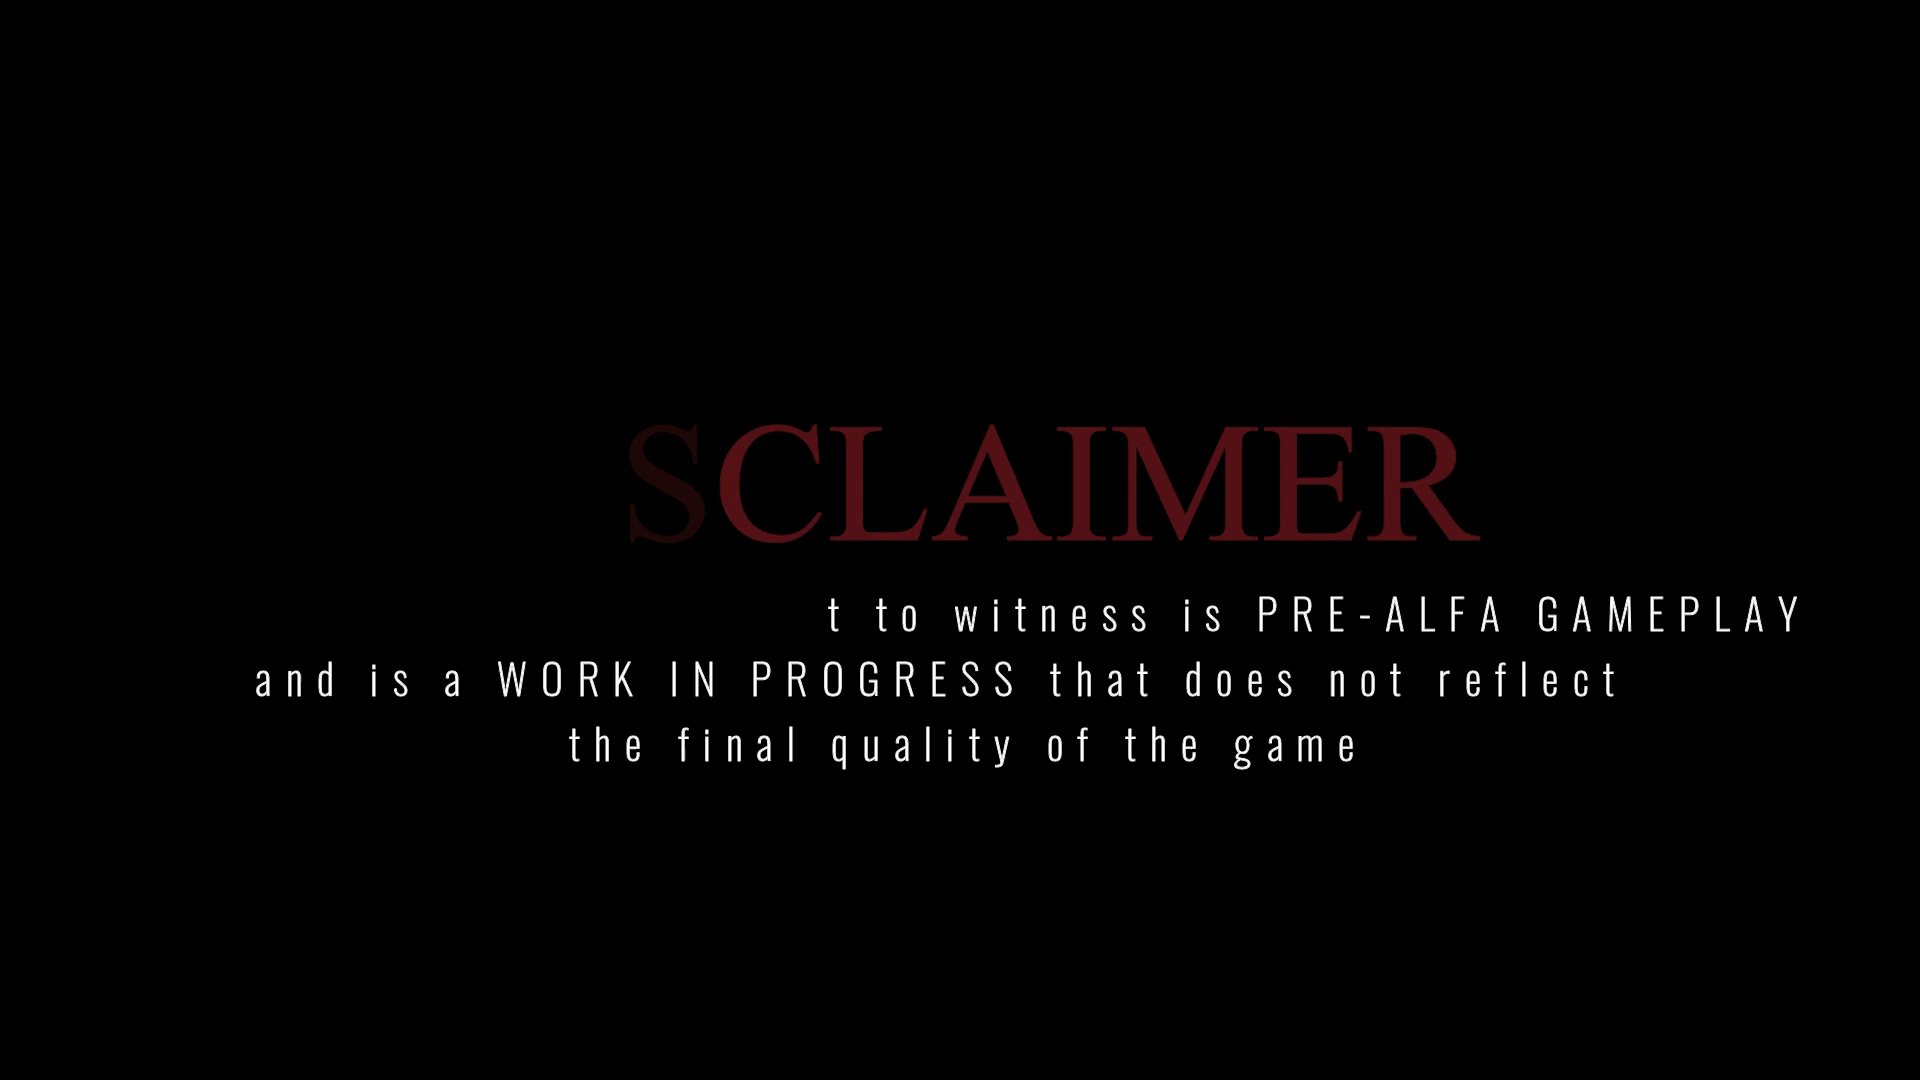 SCLAIMER
t to witness is PRE-ALFA GAMEPLAY
and is a WORK IN PROGRESS that does not reflect
the final quality of the game